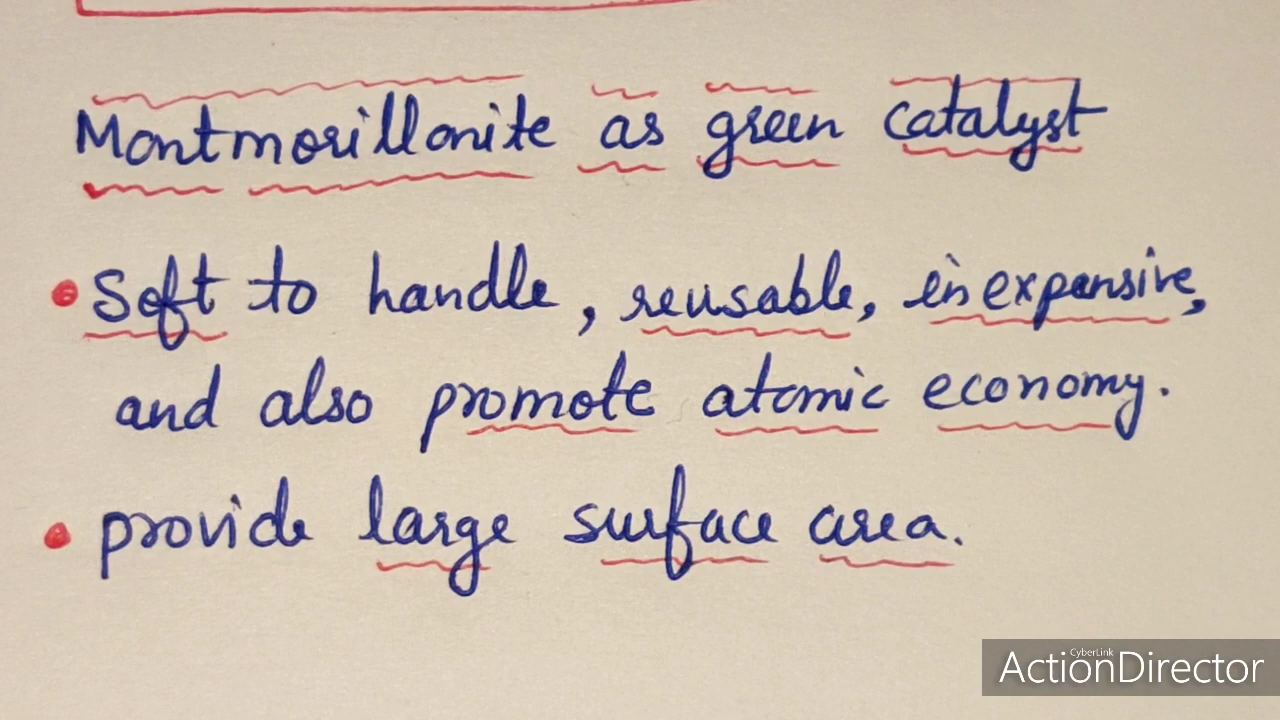 Montmorillonite as green catalyst
• Soft to handle, reusable, inexpensive,
and also promote atomic economy.
• provide large surface area.
CyberLink
ActionDirector